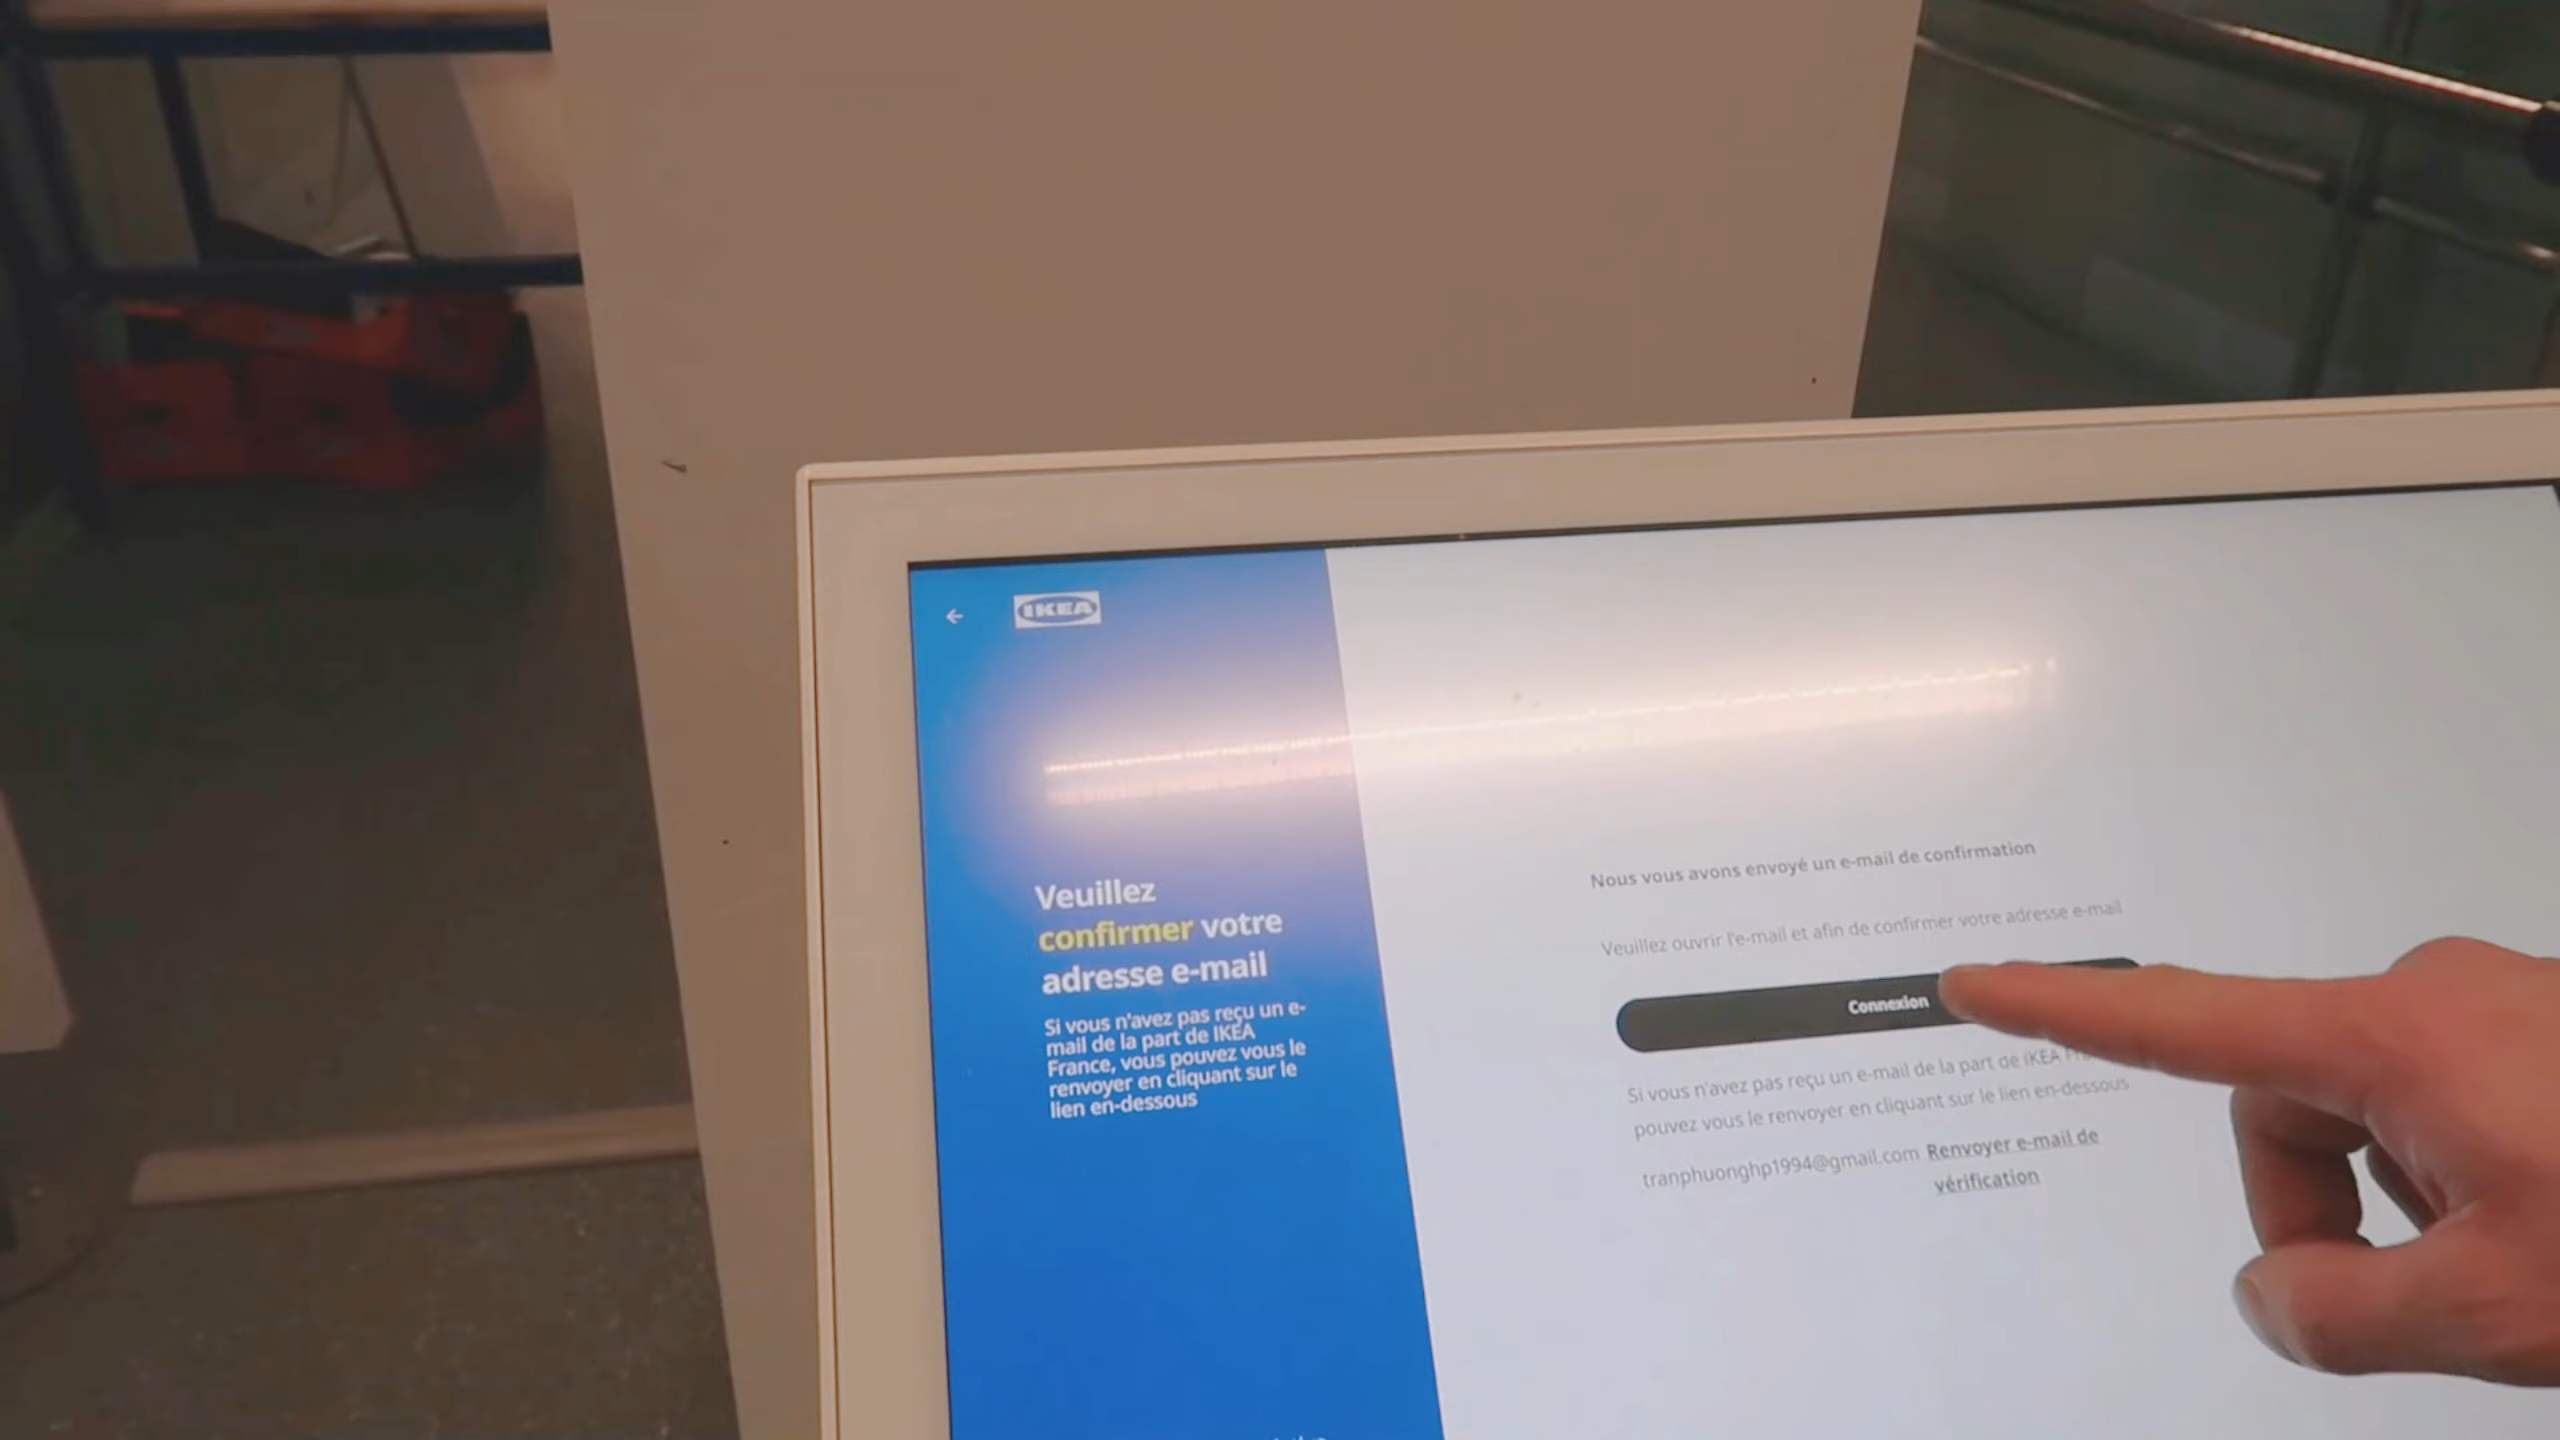 IKEA
Veuillez
confirmer votre
adresse e-mail
Si vous n'avez pas reçu un e-
mail de la part de IKEA
France, vous pouvez vous le
renvoyer en cliquant sur le
lien en-dessous
Nous vous avons envoyé un e-mail de confirmation
Veuillez ouvrir l'e-mail et afin de confirmer votre adresse e-mail
Connexion
Si vous n'avez pas reçu un e-mail de la part de IKEA
pouvez vous le renvoyer en cliquant sur le lien en-dessous
tranphuonghp1994@gmail.com Renvoyer e-mail de
vérification